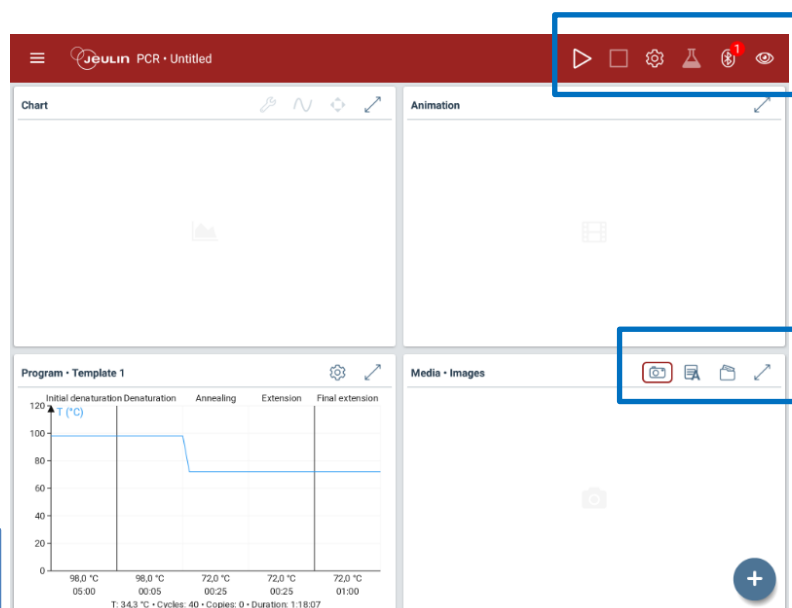 Jeulin PCR • Untitled
1
Chart
Animation
Program • Template 1
Media • Images
Initial denaturation Denaturation Annealing Extension Final extension
T (°C)
120
100
80
60
40
20
0
98,0 °C 98,0 °C 72,0 °C 72,0 °C 72,0 °C
05:00 00:05 00:25 00:25 01:00
T: 34,3 °C • Cycles: 40 • Copies: 0 • Duration: 1:18:07